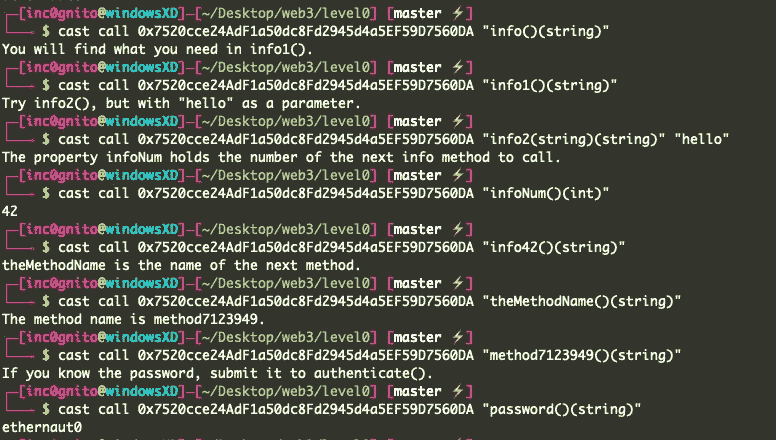 ┌─[inc0gnito@windowsXD]─[~/Desktop/web3/level0] [master ⚡]
└──╼ $ cast call 0x7520cce24AdF1a50dc8Fd2945d4a5EF59D7560DA "info()(string)"
You will find what you need in info1().
┌─[inc0gnito@windowsXD]─[~/Desktop/web3/level0] [master ⚡]
└──╼ $ cast call 0x7520cce24AdF1a50dc8Fd2945d4a5EF59D7560DA "info1()(string)"
Try info2(), but with "hello" as a parameter.
┌─[inc0gnito@windowsXD]─[~/Desktop/web3/level0] [master ⚡]
└──╼ $ cast call 0x7520cce24AdF1a50dc8Fd2945d4a5EF59D7560DA "info2(string)(string)" "hello"
The property infoNum holds the number of the next info method to call.
┌─[inc0gnito@windowsXD]─[~/Desktop/web3/level0] [master ⚡]
└──╼ $ cast call 0x7520cce24AdF1a50dc8Fd2945d4a5EF59D7560DA "infoNum()(int)"
42
┌─[inc0gnito@windowsXD]─[~/Desktop/web3/level0] [master ⚡]
└──╼ $ cast call 0x7520cce24AdF1a50dc8Fd2945d4a5EF59D7560DA "info42()(string)"
theMethodName is the name of the next method.
┌─[inc0gnito@windowsXD]─[~/Desktop/web3/level0] [master ⚡]
└──╼ $ cast call 0x7520cce24AdF1a50dc8Fd2945d4a5EF59D7560DA "theMethodName()(string)"
The method name is method7123949.
┌─[inc0gnito@windowsXD]─[~/Desktop/web3/level0] [master ⚡]
└──╼ $ cast call 0x7520cce24AdF1a50dc8Fd2945d4a5EF59D7560DA "method7123949()(string)"
If you know the password, submit it to authenticate().
┌─[inc0gnito@windowsXD]─[~/Desktop/web3/level0] [master ⚡]
└──╼ $ cast call 0x7520cce24AdF1a50dc8Fd2945d4a5EF59D7560DA "password()(string)"
ethernaut0